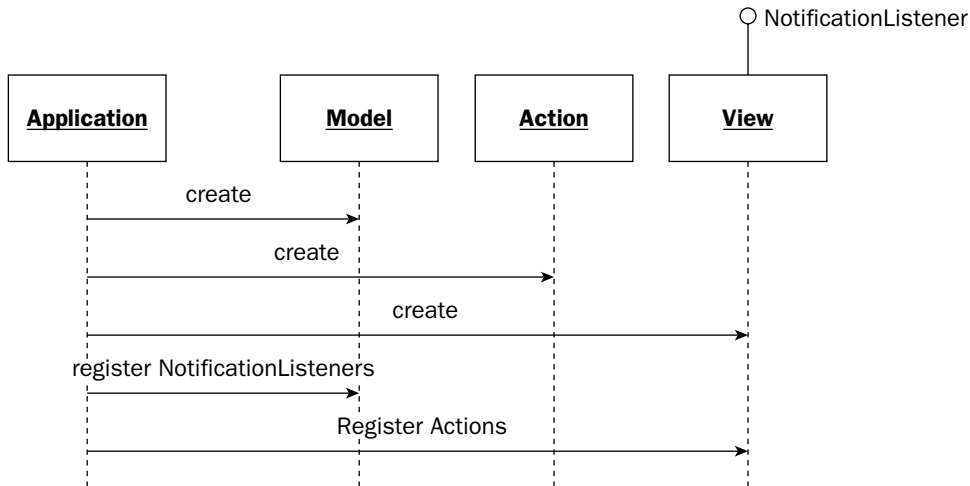 NotificationListener
Application
Model
Action
View
create
create
create
register NotificationListeners
Register Actions